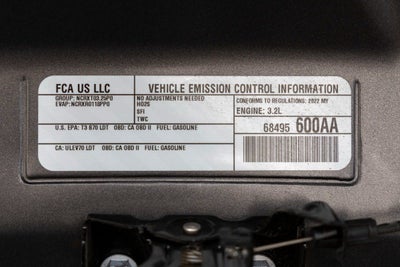 FCA US LLC
VEHICLE EMISSION CONTROL INFORMATION
GROUP: NCRXT03.25P0
EVAP: NCRXR0118PP0
NO ADJUSTMENTS NEEDED
HO2S
SFI
TWC
CONFORMS TO REGULATIONS: 2022 MY
ENGINE: 3.2L
68495 600AA
U.S. EPA: T3 B70 LDT OBD: CA OBD II FUEL: GASOLINE
CA: ULEV70 LDT OBD: CA OBD II FUEL: GASOLINE